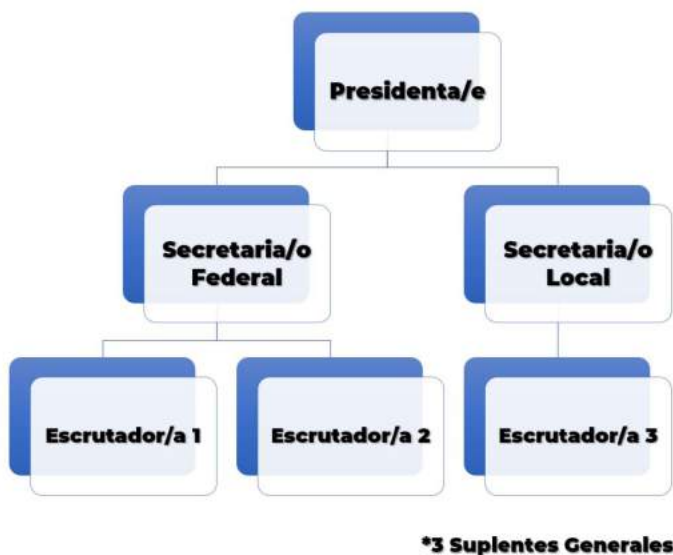 Presidenta/e
Secretaria/o
Federal
Secretaria/o
Local
Escrutador/a 1
Escrutador/a 2
Escrutador/a 3
*3 Suplentes Generales